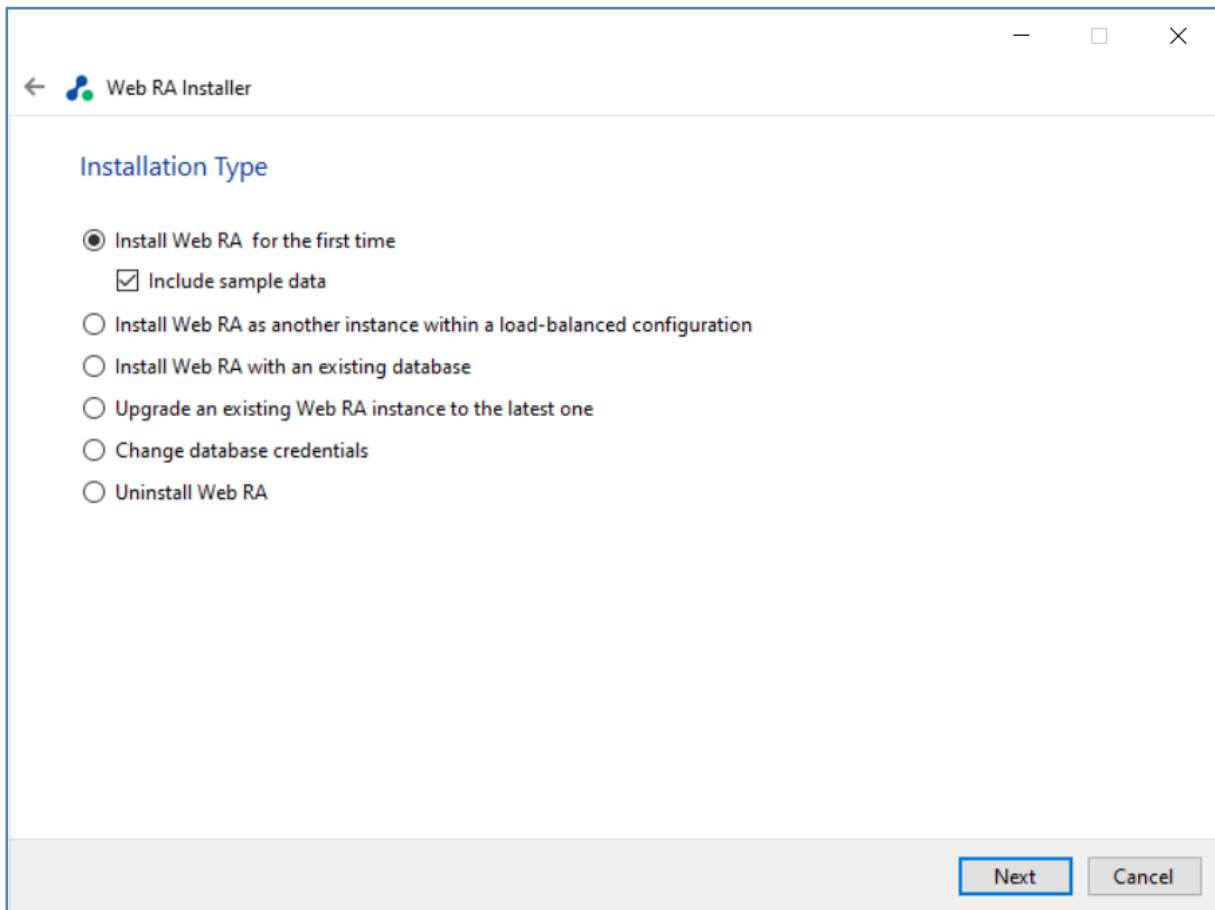 Web RA Installer
Installation Type
Install Web RA  for the first time
Include sample data
Install Web RA as another instance within a load-balanced configuration
Install Web RA with an existing database
Upgrade an existing Web RA instance to the latest one
Change database credentials
Uninstall Web RA
Next Cancel